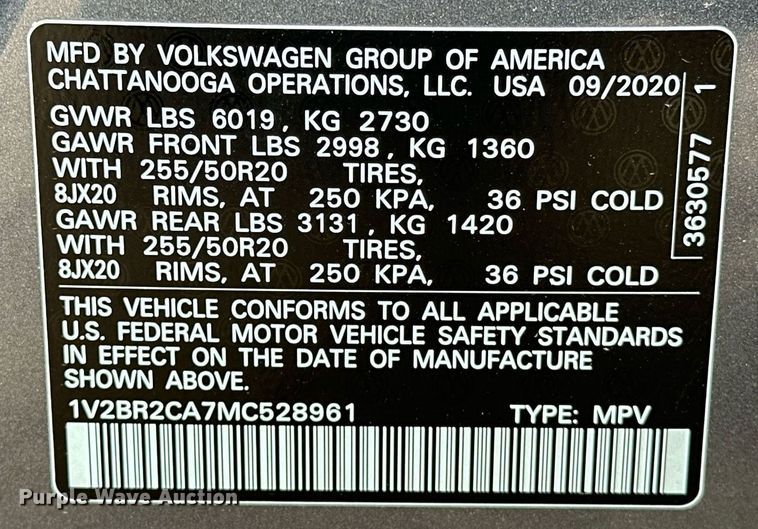 MFD BY VOLKSWAGEN GROUP OF AMERICA
CHATTANOOGA OPERATIONS, LLC. USA 09/2020
GVWR LBS 6019, KG 2730
GAWR FRONT LBS 2998, KG 1360
WITH 255/50R20 TIRES,
8JX20 RIMS, AT 250 KPA, 36 PSI COLD
GAWR REAR LBS 3131, KG 1420
WITH 255/50R20 TIRES,
8JX20 RIMS, AT 250 KPA, 36 PSI COLD
THIS VEHICLE CONFORMS TO ALL APPLICABLE
U.S. FEDERAL MOTOR VEHICLE SAFETY STANDARDS
IN EFFECT ON THE DATE OF MANUFACTURE
SHOWN ABOVE.
1V2BR2CA7MC528961 TYPE: MPV
3630577 1
Purple Wave Auction